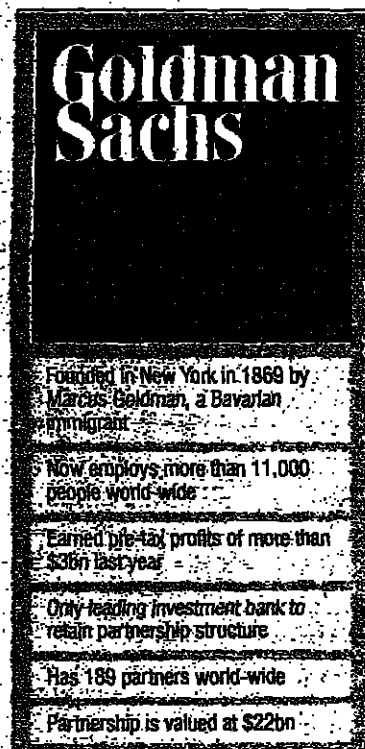 Goldman
Sachs
Founded in New York in 1869 by
Marcus Goldman, a Bavarian
immigrant
Now employs more than 11,000
people world-wide
Earned pre-tax profits of more than
$3bn last year
Only leading investment bank to
retain partnership structure
Has 189 partners world-wide
Partnership is valued at $22bn